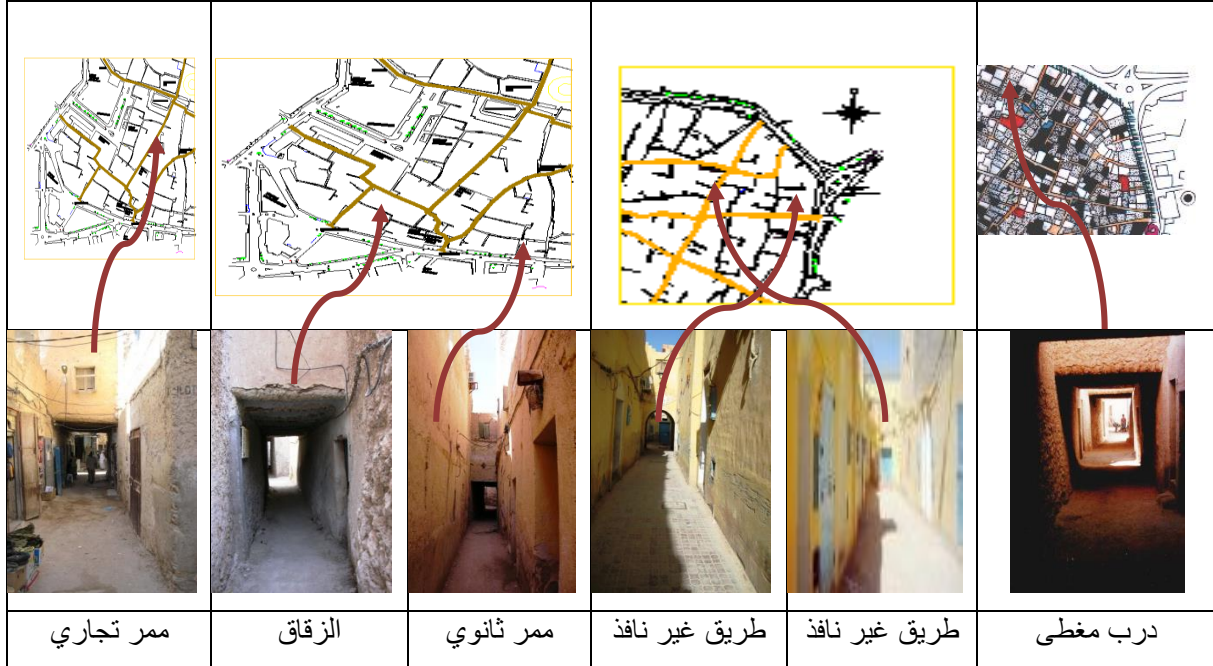 درب مغطى
طريق غير نافذ
طريق غير نافذ
ممر ثانوي
الزقاق
ممر تجاري